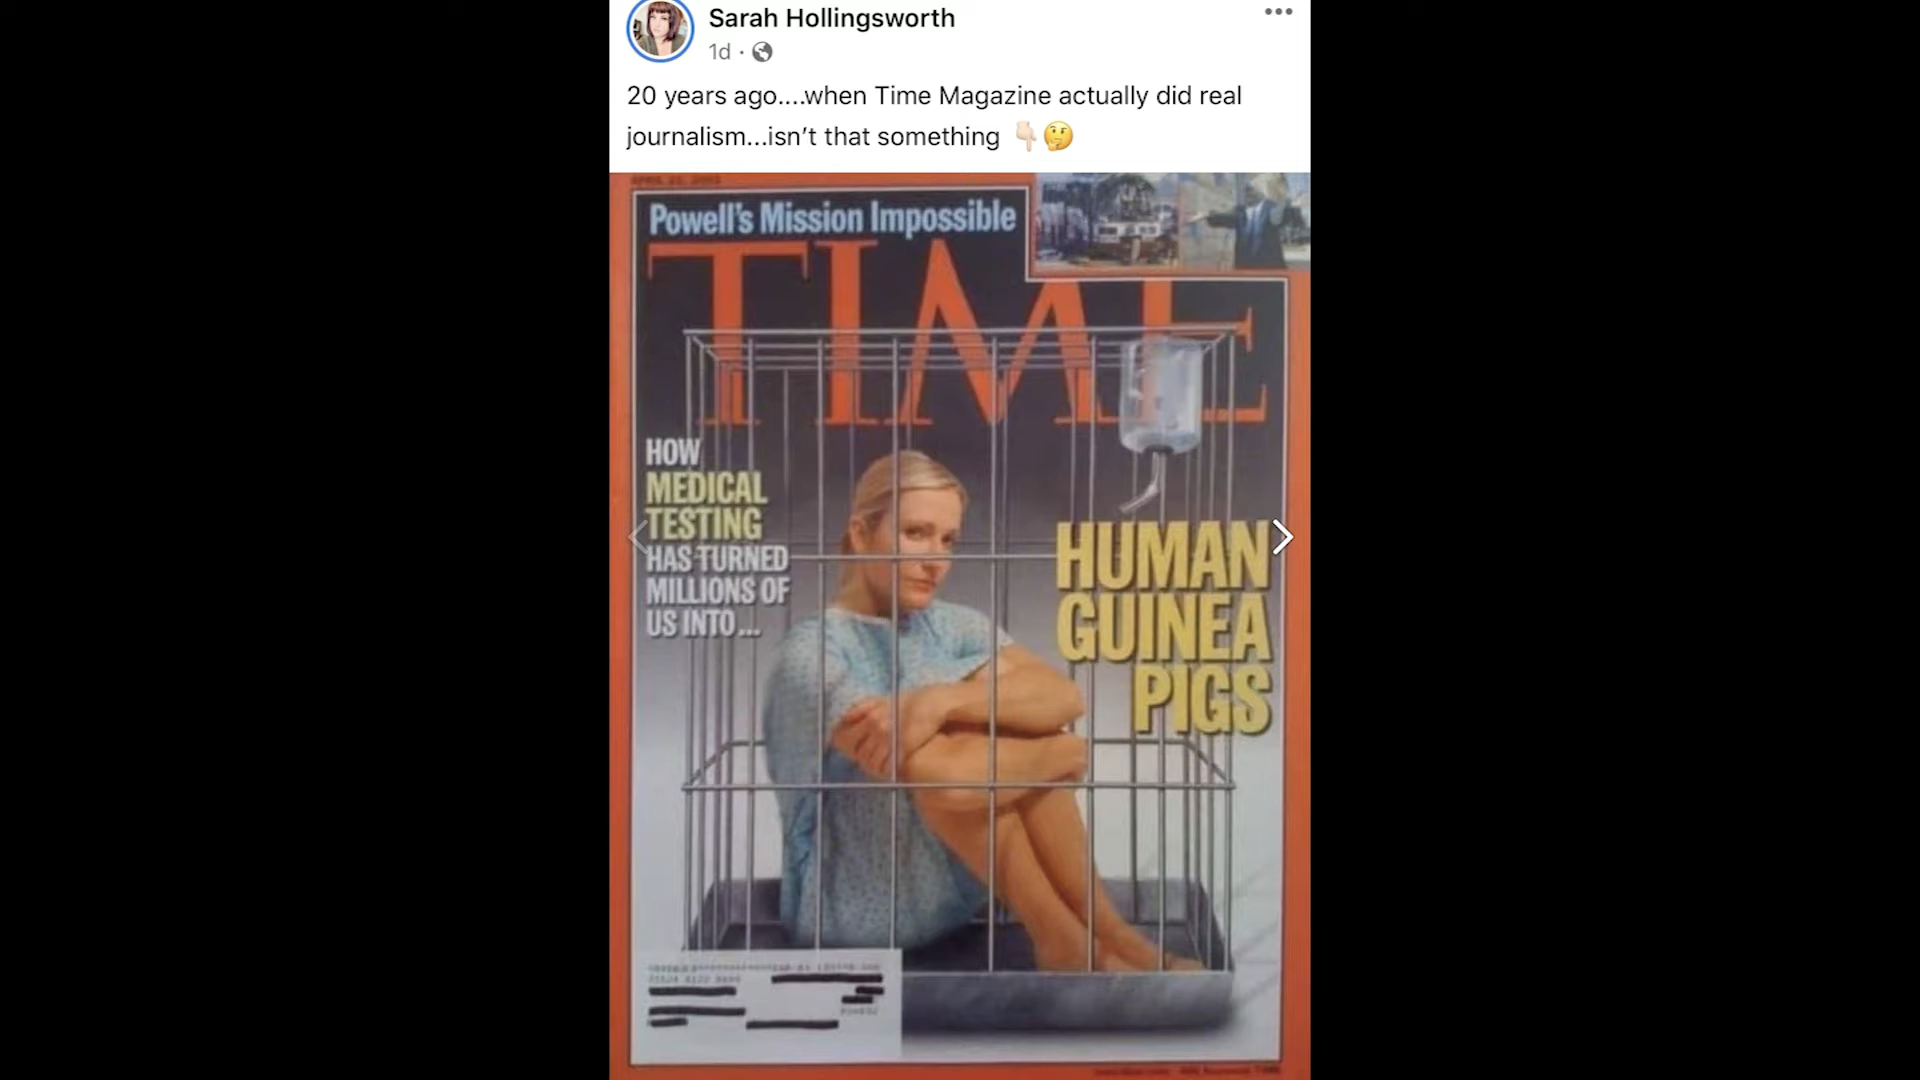 Sarah Hollingsworth
1d ·
20 years ago....when Time Magazine actually did real
journalism...isn't that something 👇🏻🤔
Powell's Mission Impossible
TIME
HOW
MEDICAL
TESTING
HAS TURNED
MILLIONS OF
US INTO...
HUMAN
GUINEA
PIGS